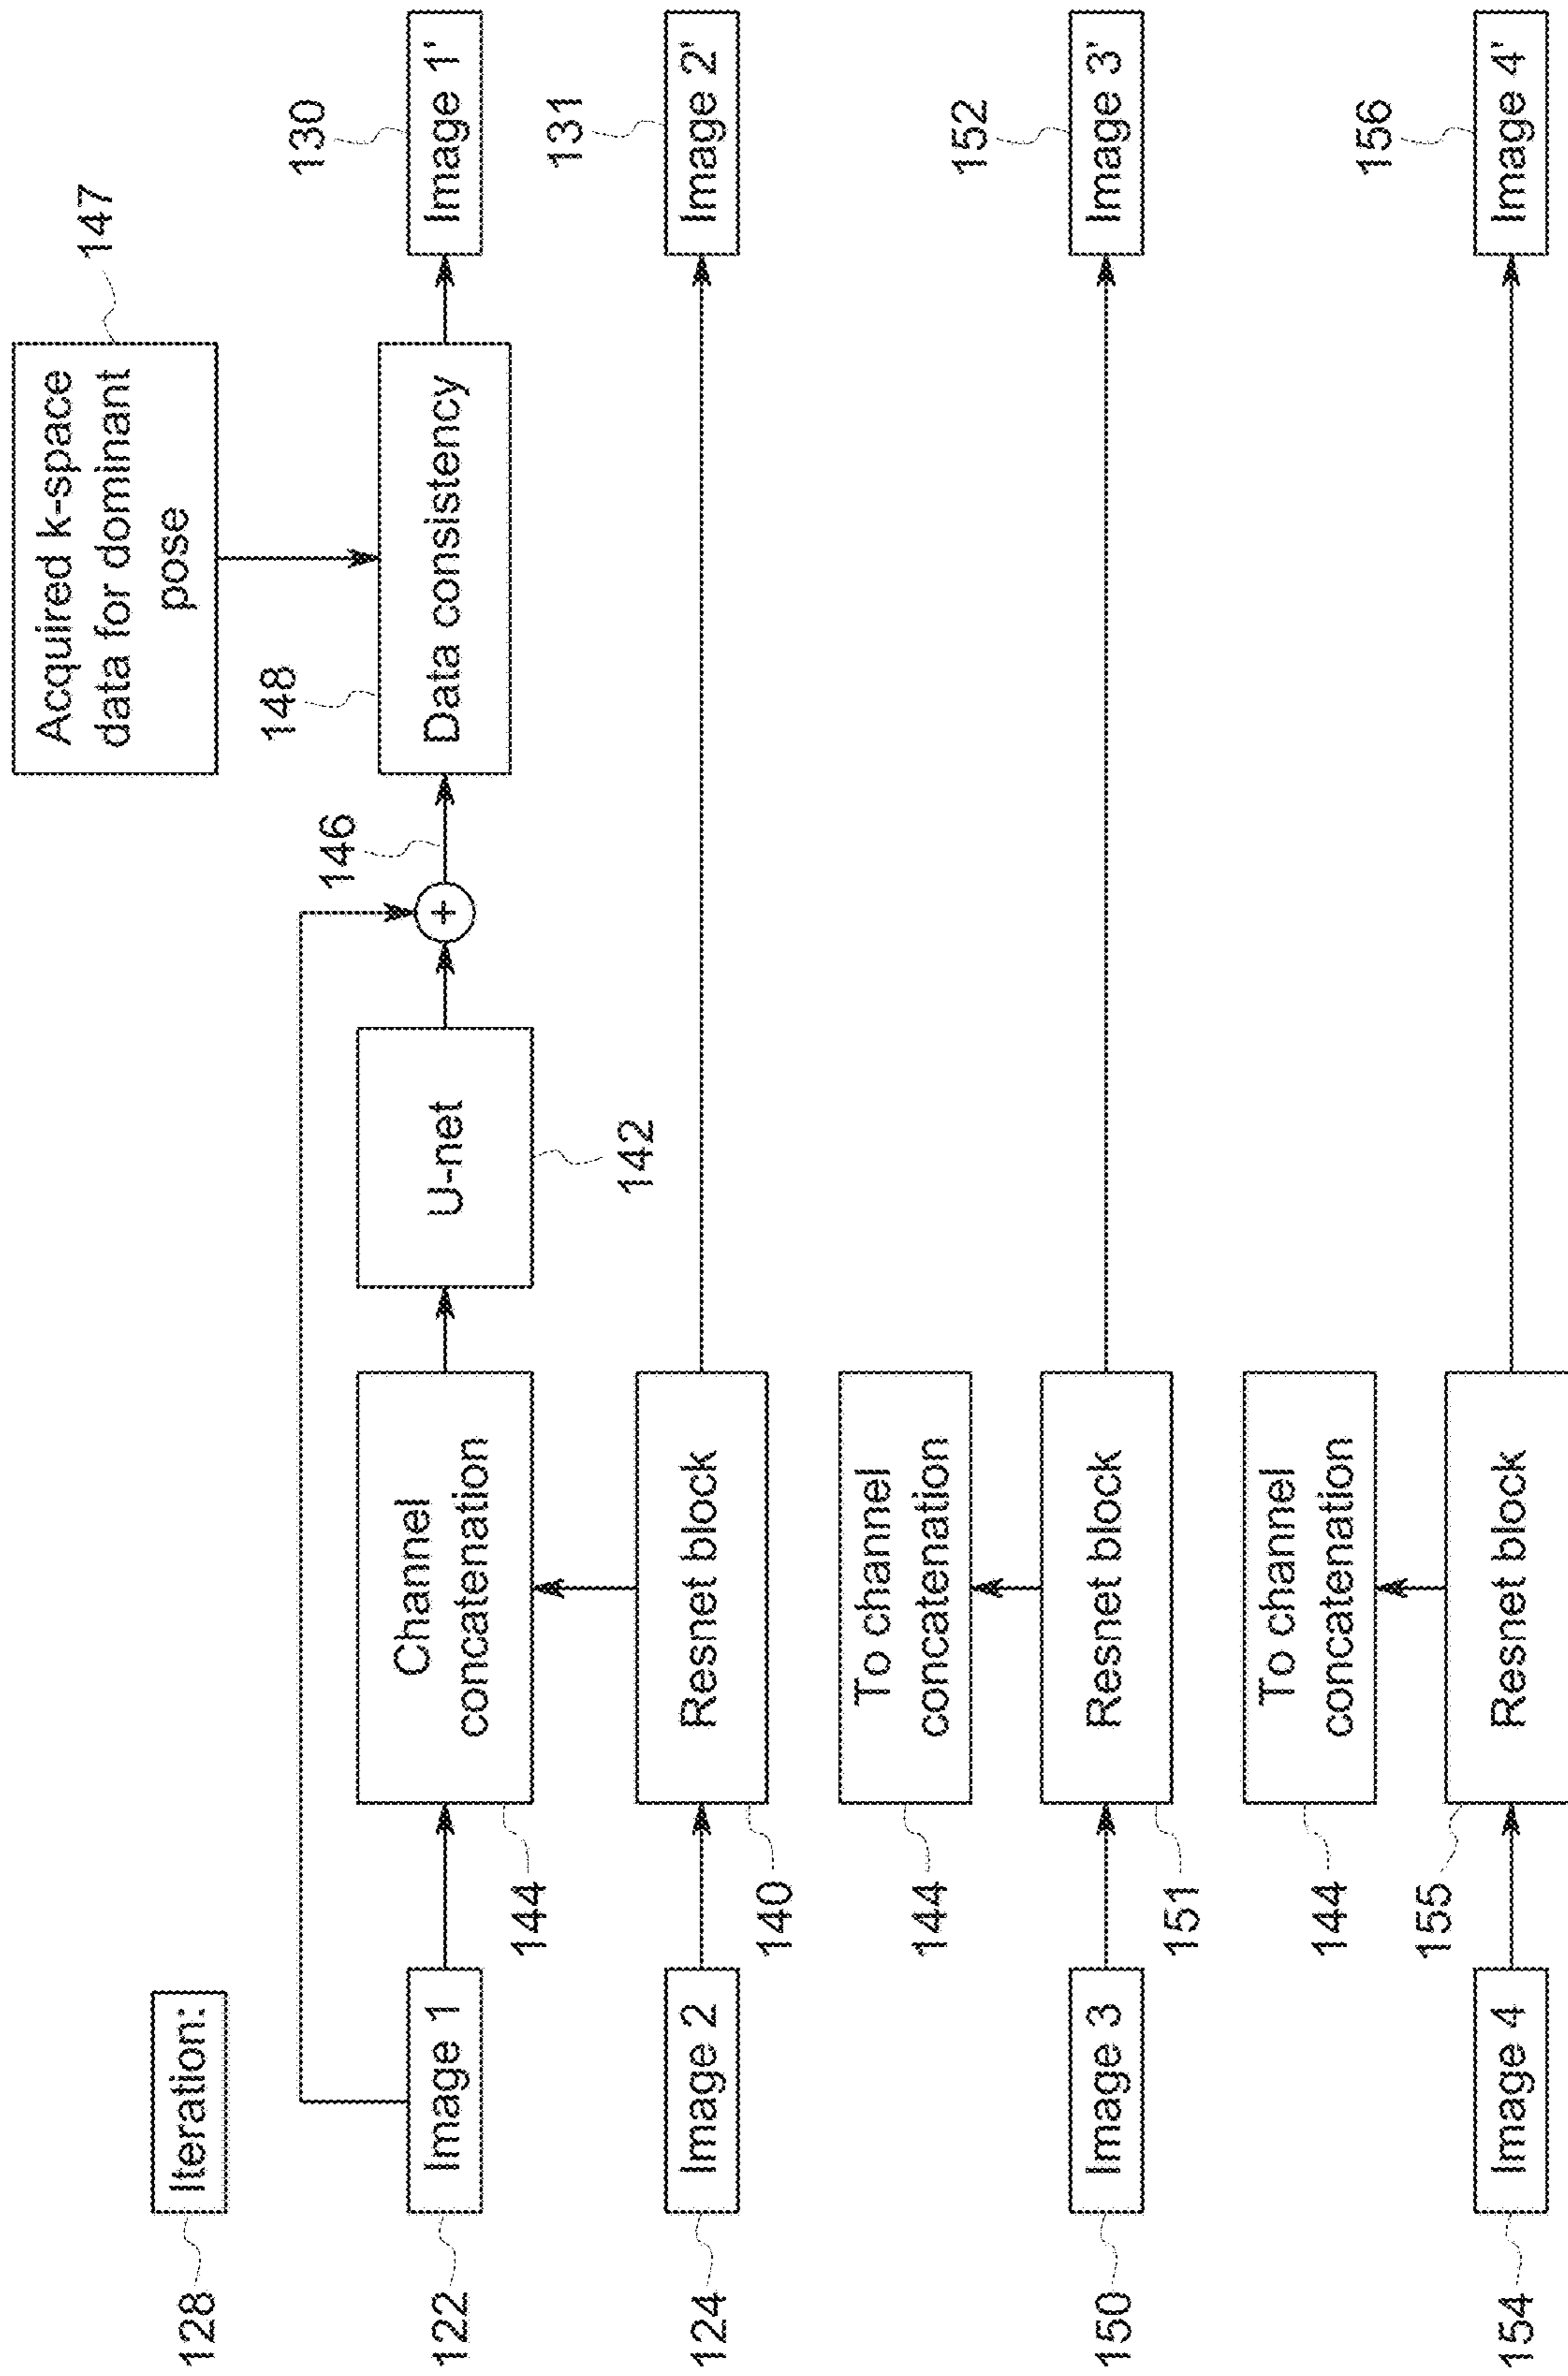 128
Iteration:
147
Acquired k-space
data for dominant
pose
122
Image 1
144
Channel
concatenation
U-net
142
+
146
148
Data consistency
130
Image 1'
124
Image 2
140
Resnet block
131
Image 2'
144
To channel
concatenation
150
Image 3
151
Resnet block
152
Image 3'
144
To channel
concatenation
154
Image 4
155
Resnet block
156
Image 4'